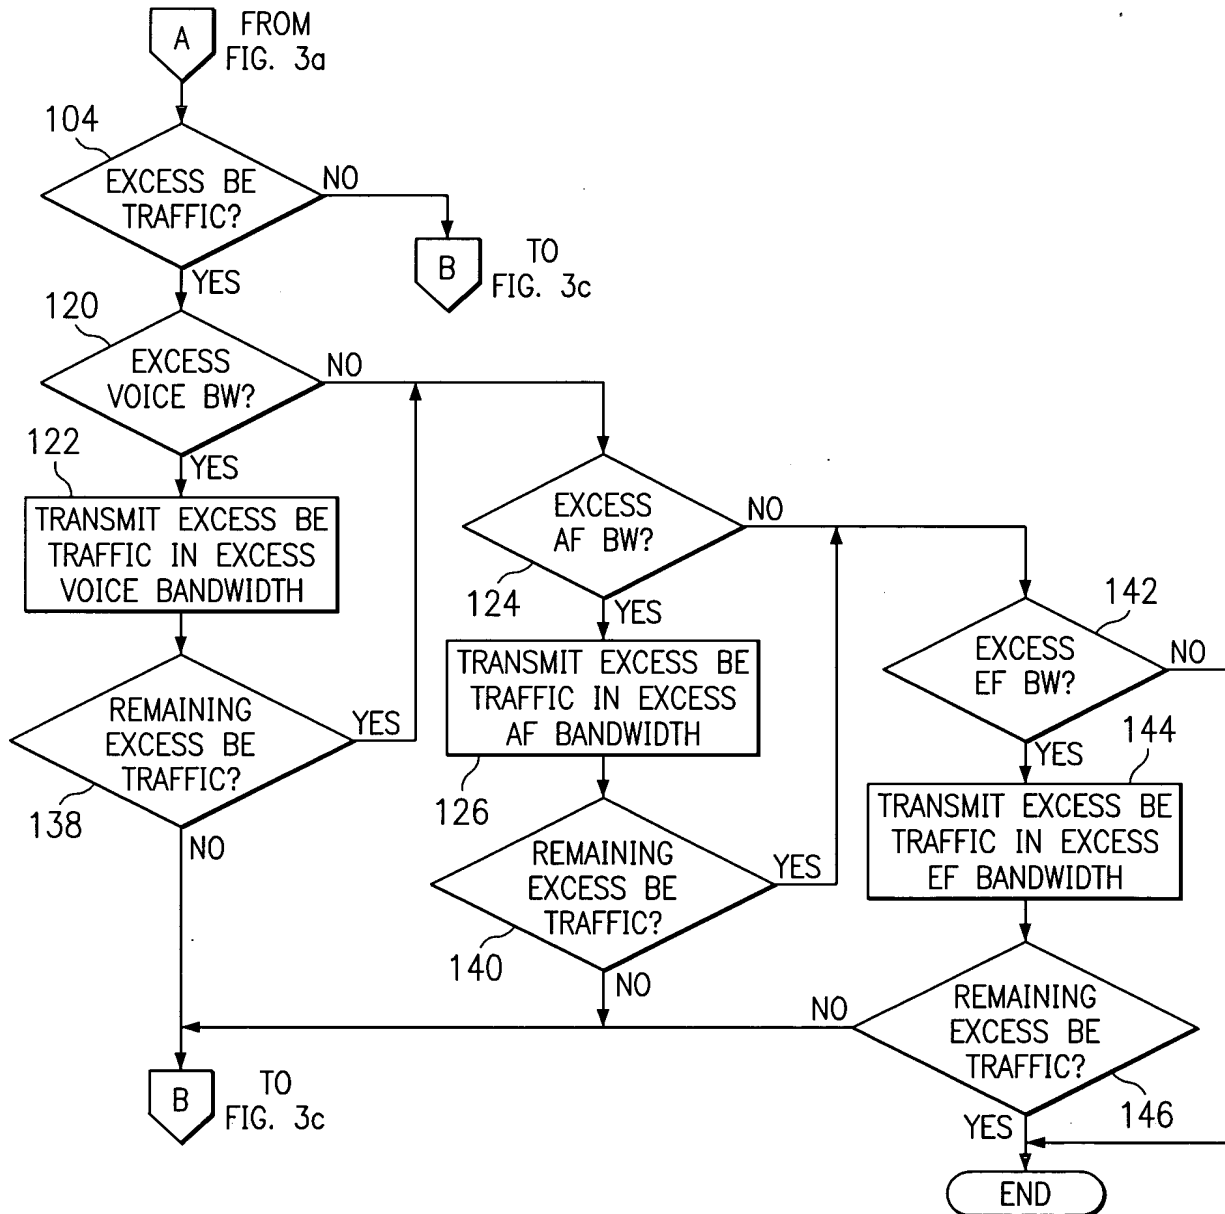 A
FROM
FIG. 3a
104
EXCESS BE
TRAFFIC?
NO
B
TO
FIG. 3c
YES
120
EXCESS
VOICE BW?
NO
YES
122
TRANSMIT EXCESS BE
TRAFFIC IN EXCESS
VOICE BANDWIDTH
REMAINING
EXCESS BE
TRAFFIC?
YES
138
NO
EXCESS
AF BW?
NO
124
YES
TRANSMIT EXCESS BE
TRAFFIC IN EXCESS
AF BANDWIDTH
126
REMAINING
EXCESS BE
TRAFFIC?
YES
140
NO
142
EXCESS
EF BW?
NO
YES
144
TRANSMIT EXCESS BE
TRAFFIC IN EXCESS
EF BANDWIDTH
NO
REMAINING
EXCESS BE
TRAFFIC?
146
YES
B
TO
FIG. 3c
END